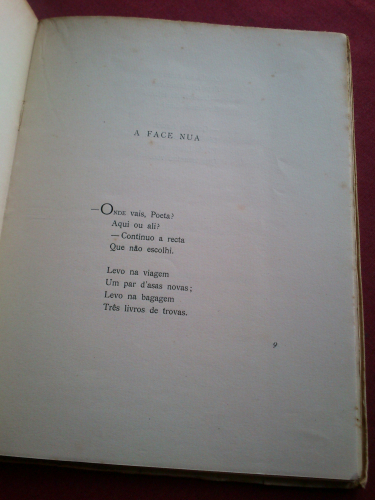 A FACE NUA
—ONDE vais, Poeta?
Aqui ou ali?
— Continuo a recta
Que não escolhi.
Levo na viagem
Um par d'asas novas;
Levo na bagagem
Três livros de trovas.
9